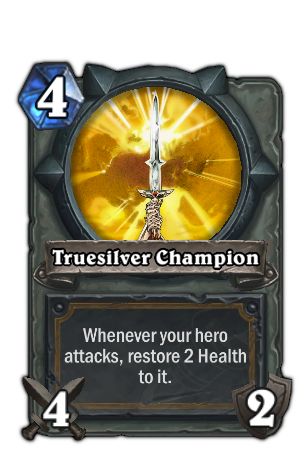 4
Truesilver Champion
Whenever your hero
attacks, restore 2 Health
to it.
4
2